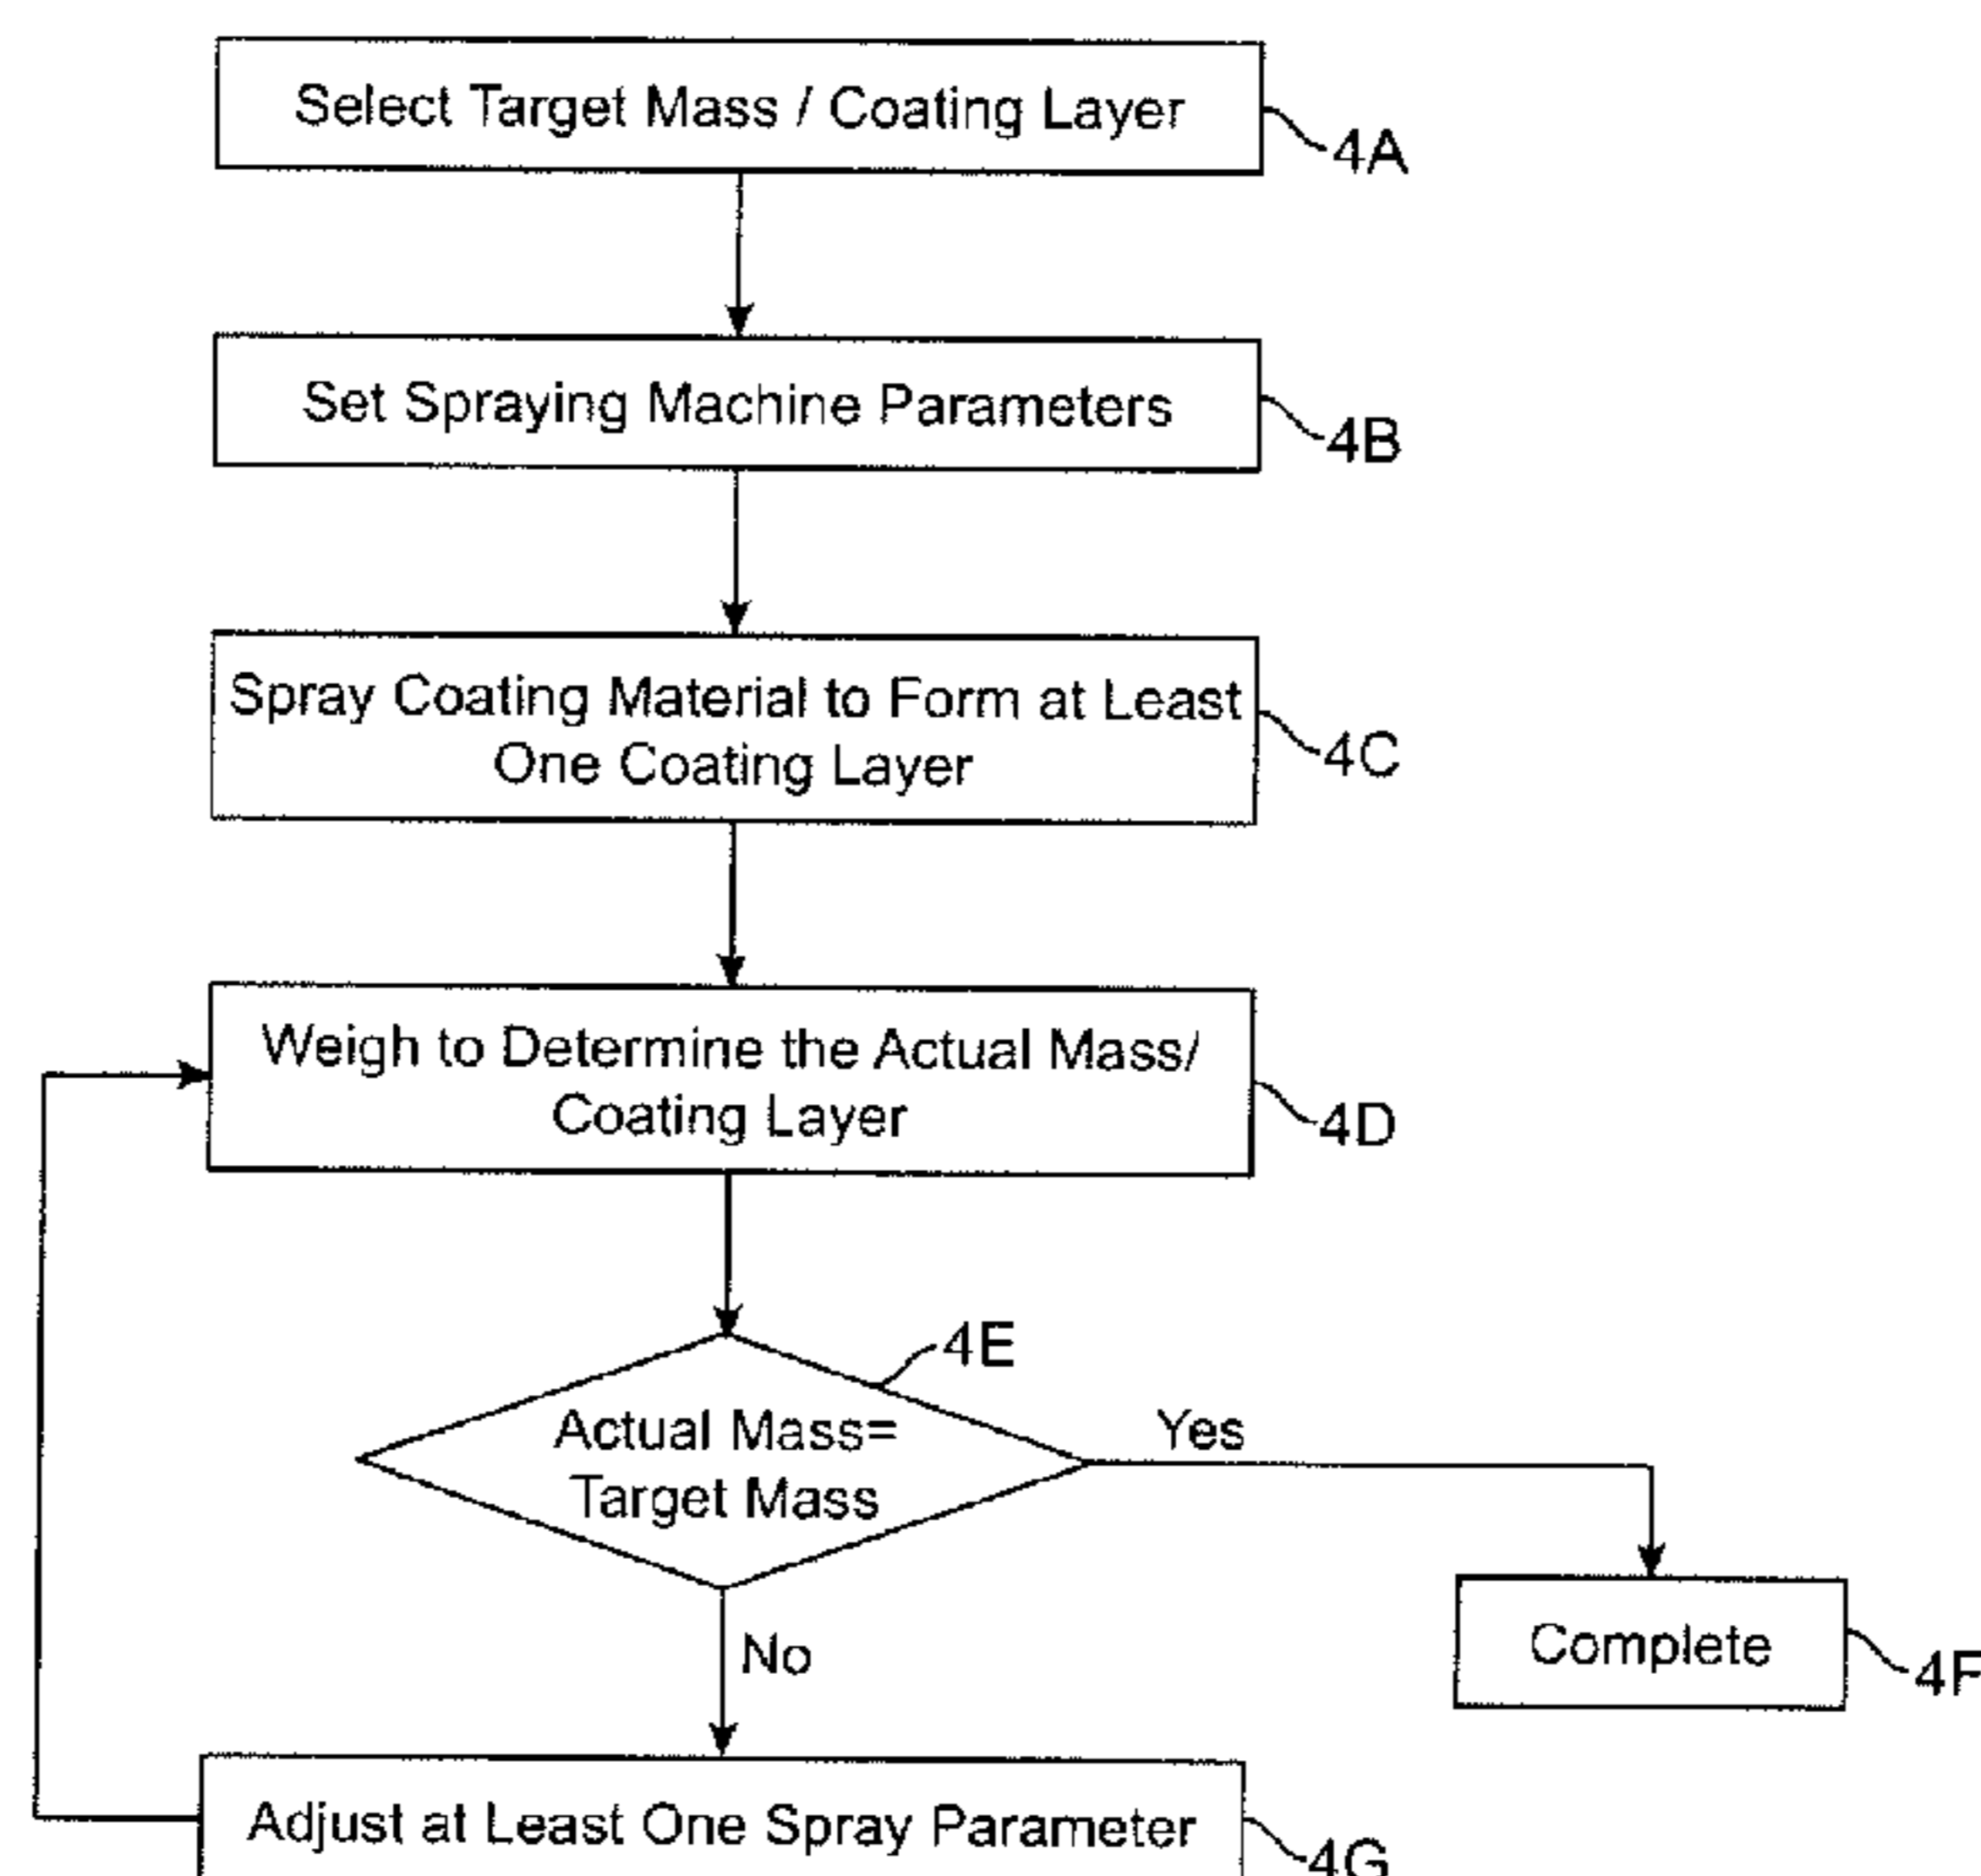 Select Target Mass / Coating Layer
4A
Set Spraying Machine Parameters
4B
Spray Coating Material to Form at Least
One Coating Layer
4C
Weigh to Determine the Actual Mass/
Coating Layer
4D
4E
Actual Mass=
Target Mass
Yes
No
Complete
4F
Adjust at Least One Spray Parameter
4G